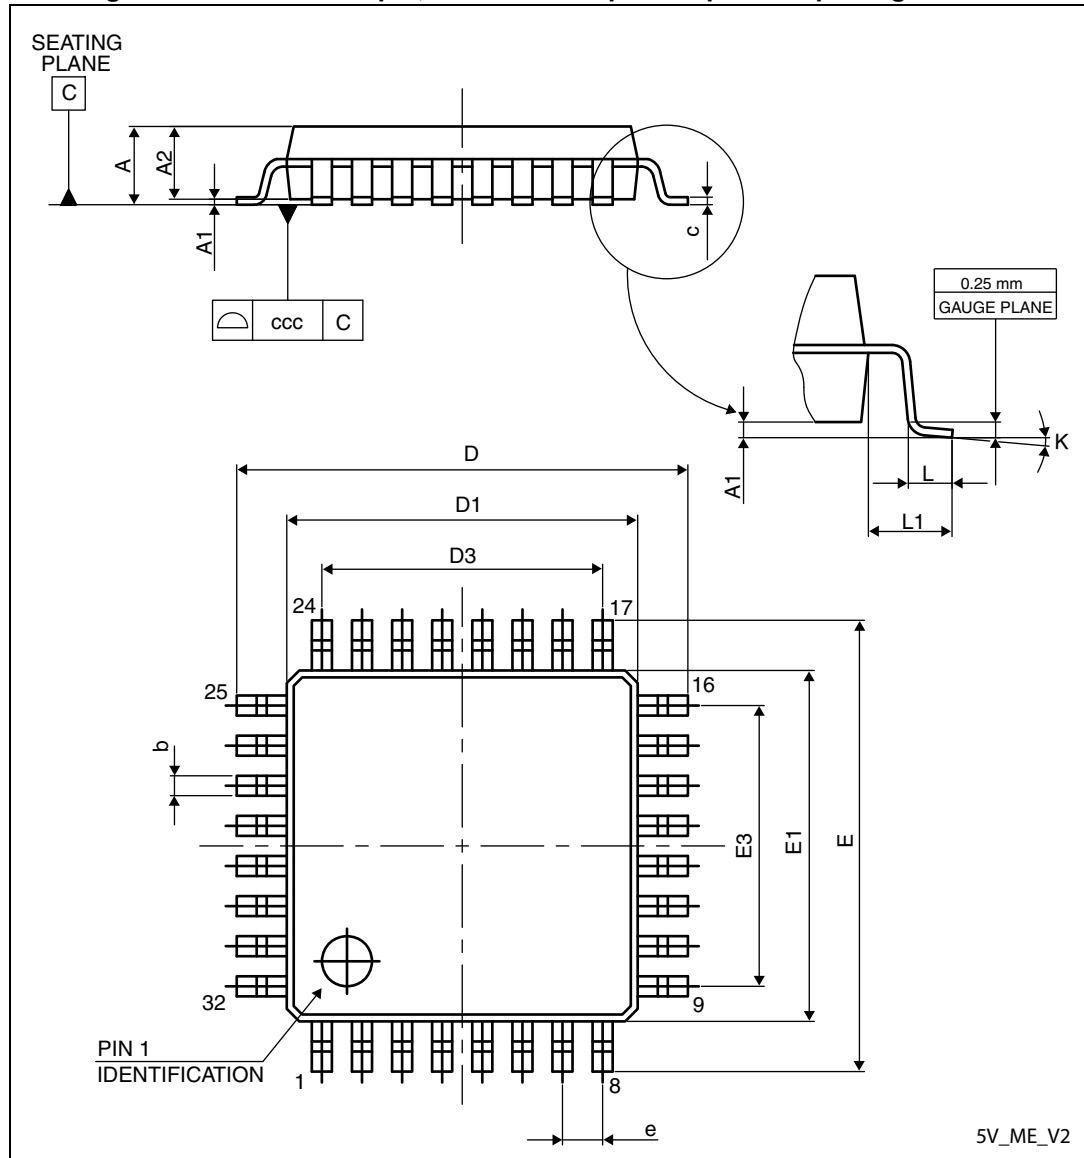 SEATING
PLANE
C
A
A2
A1
c
ccc C
0.25 mm
GAUGE PLANE
K
A1
L
L1
D
D1
D3
24
17
25
16
b
E3
E1
E
32
9
PIN 1
IDENTIFICATION
1
8
e
5V_ME_V2